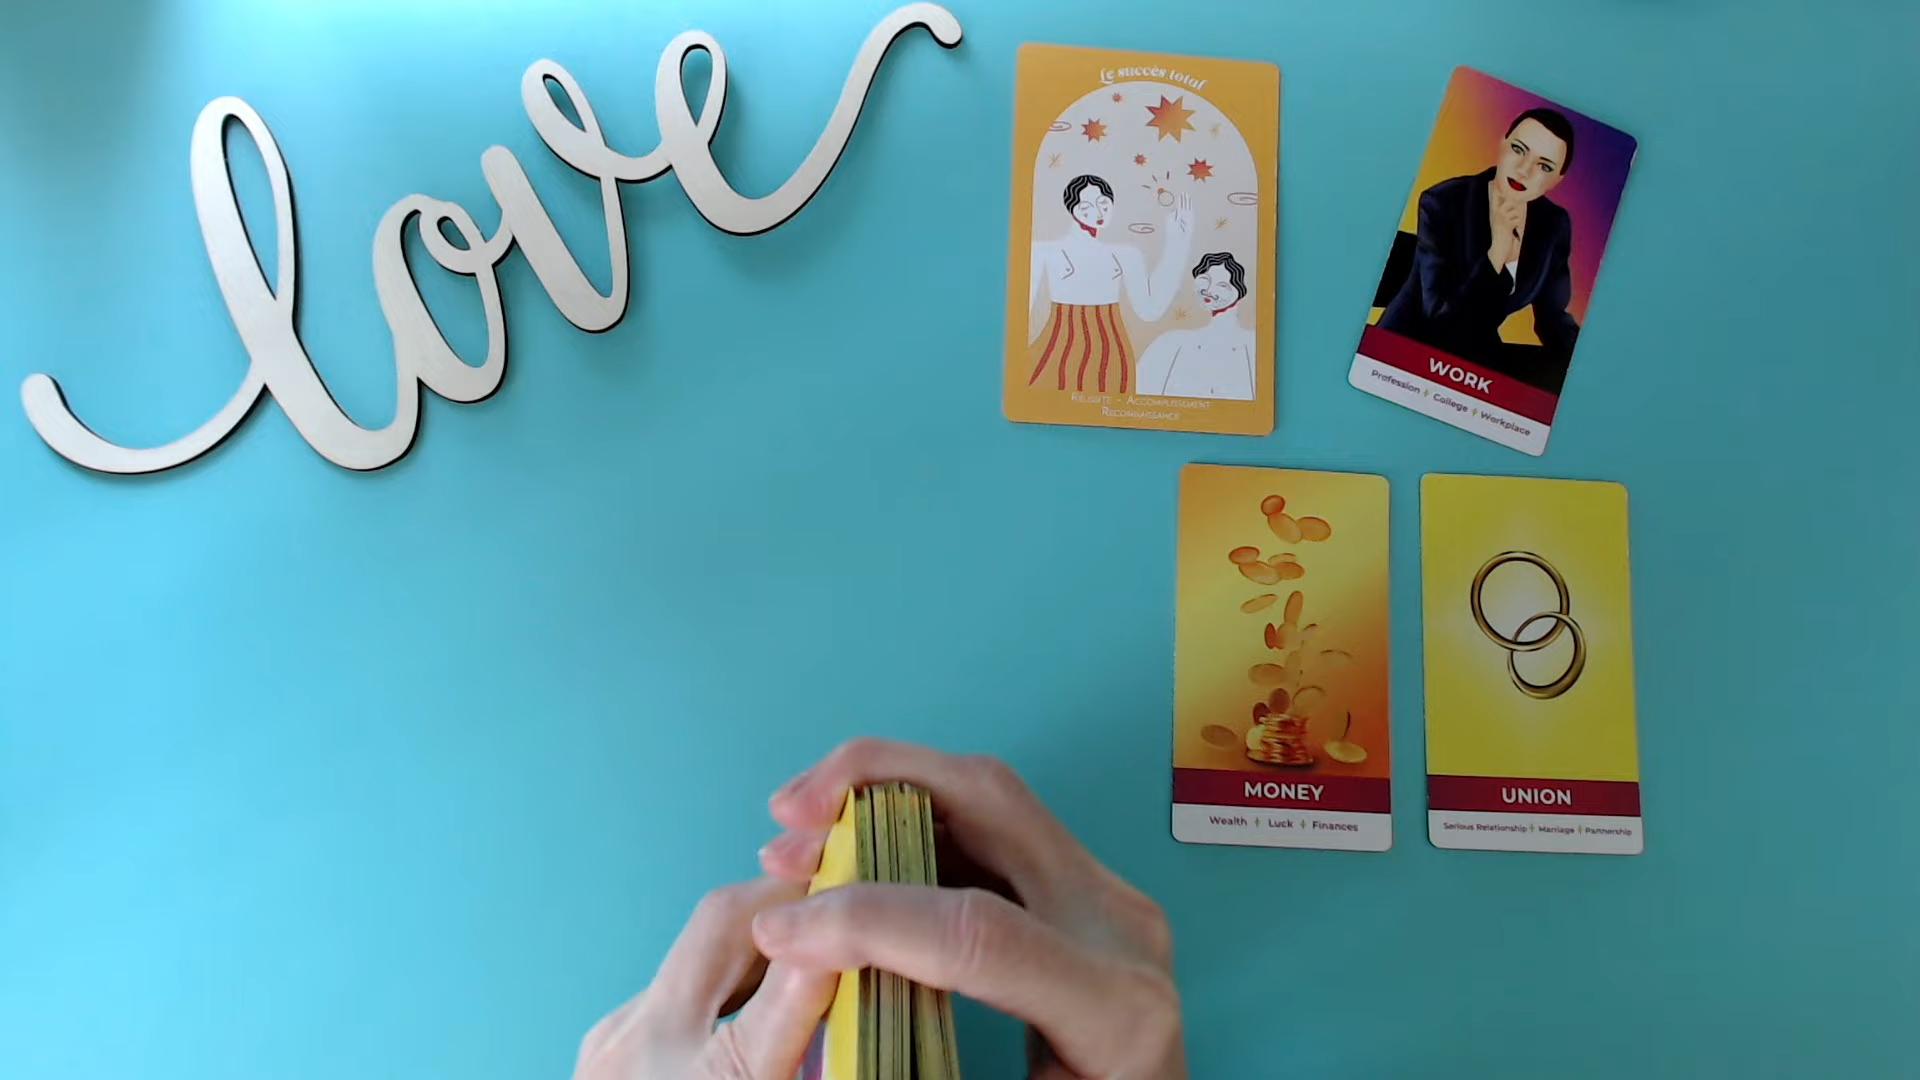 love
Le succès total
RÉUSSITE - ACCOMPLISSEMENT
RECONNAISSANCE
WORK
Profession College Workplace
MONEY
Wealth Luck Finances
UNION
Serious Relationship Marriage Partnership